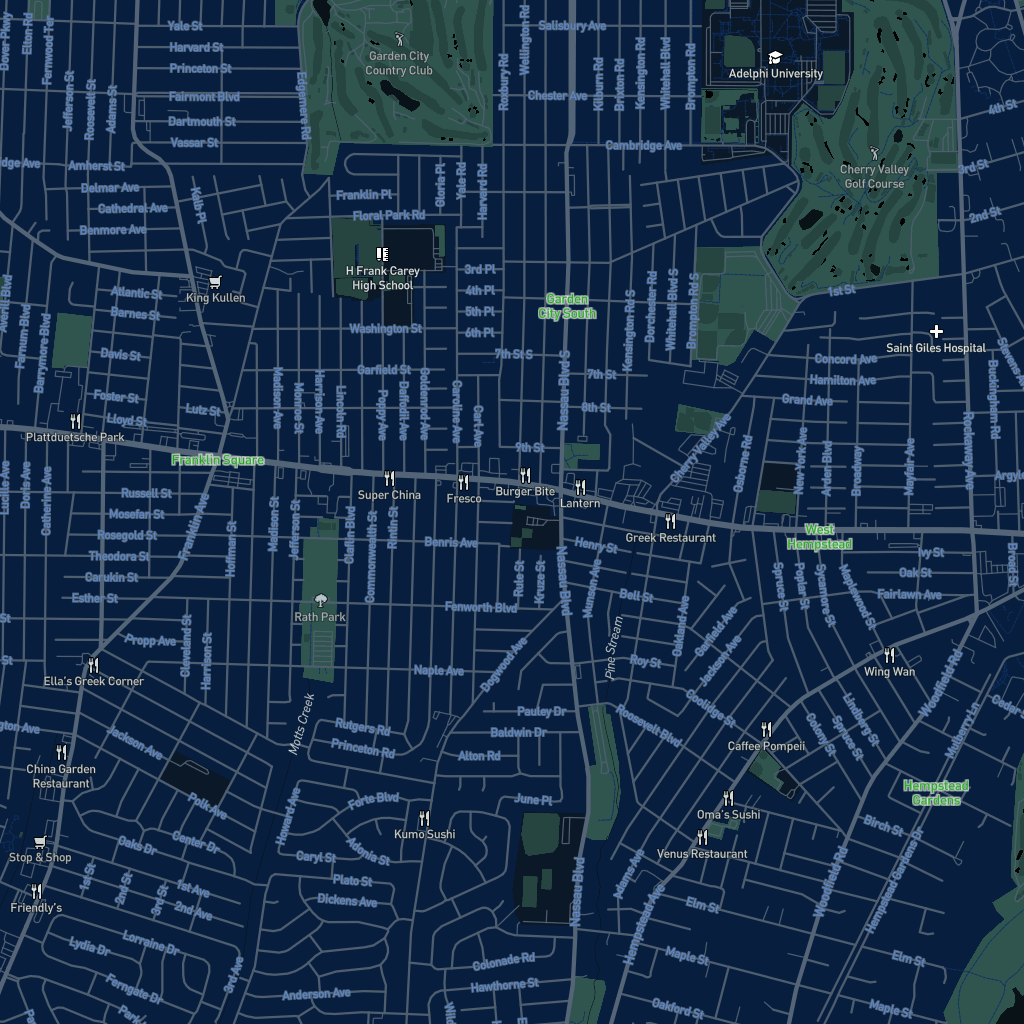 Dover Pkwy
Elton Rd
Fernwood Ter
Yale St
Harvard St
Princeton St
Fairmont Blvd
Dartmouth St
Vassar St
Jefferson St
Roosevelt St
Adams St
Edgemere Rd
Garden City
Country Club
Roxbury Rd
Wellington Rd
Salisbury Ave
Chester Ave
Kilburn Rd
Brixton Rd
Kensington Rd
Whitehall Blvd
Brompton Rd
Adelphi University
Cambridge Ave
Cherry Valley
Golf Course
4th St
3rd St
2nd St
1st St
Amherst St
Delmar Ave
Cathedral Ave
Benmore Ave
Keth Pl
Franklin Pl
Floral Park Rd
Gloria Pl
Yale Rd
Harvard Rd
H Frank Carey
High School
3rd Pl
4th Pl
5th Pl
6th Pl
King Kullen
Atlantic St
Barnes St
Davis St
Foster St
Lloyd St
Lutz St
Averill Blvd
Farnum Blvd
Barrymore Blvd
Washington St
Garfield St
Garden
City South
7th St S
7th St
8th St
9th St
Nassau Blvd S
Kensington Rd S
Dorchester Rd
Whitehall Blvd S
Brompton Rd S
Saint Giles Hospital
Concord Ave
Hamilton Ave
Grand Ave
Stevens Ave
Buckingham Rd
Rockaway Ave
Madison Ave
Monroe St
Harrison Ave
Lincoln Rd
Poppy Ave
Daffodil Ave
Goldenrod Ave
Caroline Ave
Court Ave
Cherry Valley Ave
Osborne Rd
New York Ave
Arden Blvd
Broadway
Mayfair Ave
Plattduetsche Park
Franklin Square
Super China
Fresco
Burger Bite
Lantern
Greek Restaurant
West
Hempstead
Lucille Ave
Doris Ave
Catherine Ave
Russell St
Mosefan St
Rosegold St
Theodora St
Carukin St
Esther St
Franklin Ave
Hoffman St
Madison St
Jefferson St
Claflin Blvd
Commonwealth St
Rintin St
Benris Ave
Rule St
Kruze St
Nassau Blvd
Henry St
Munson Ave
Bell St
Fenworth Blvd
Rath Park
Pine Stream
Oakland Ave
Garfield Ave
Jackson Ave
Roy St
Coolidge St
Roosevelt Blvd
Spruce St
Poplar St
Sycamore St
Maplewood St
Ivy St
Oak St
Fairlawn Ave
Broad St
Propp Ave
Cleveland St
Harrison St
Ella's Greek Corner
Naple Ave
Dogwood Ave
Pauley Dr
Baldwin Dr
Alton Rd
June Pl
Motts Creek
Rutgers Rd
Princeton Rd
Wing Wan
Caffee Pompeii
Colony St
Spruce St
Lindberg St
Woodfield Rd
Mulberry Ln
Jackson Ave
China Garden
Restaurant
Polk Ave
Center Dr
Oaks Dr
Howard Ave
Forte Blvd
Adonia St
Kumo Sushi
Caryl St
Plato St
Dickens Ave
Oma's Sushi
Venus Restaurant
Hempstead
Gardens
Birch St
Woodfield Rd
Hempstead Gardens Dr
Stop & Shop
Friendly's
1st St
2nd St
3rd St
1st Ave
2nd Ave
3rd Ave
Lydia Dr
Lorraine Dr
Ferngate Dr
Anderson Ave
Colonade Rd
Hawthorne St
Nassau Blvd
Adams Ave
Hempstead Ave
Elm St
Maple St
Oakford St
Elm St
Maple St